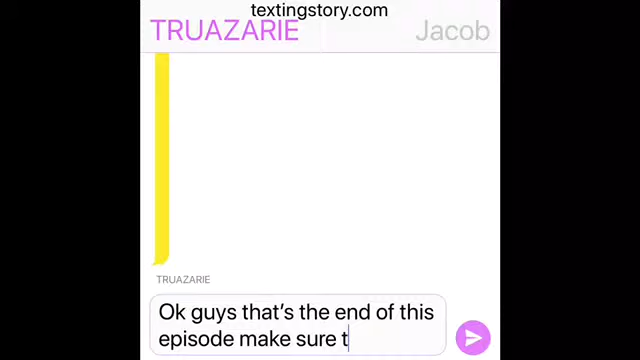 textingstory.com
TRUAZARIE Jacob
TRUAZARIE
Ok guys that’s the end of this
episode make sure t